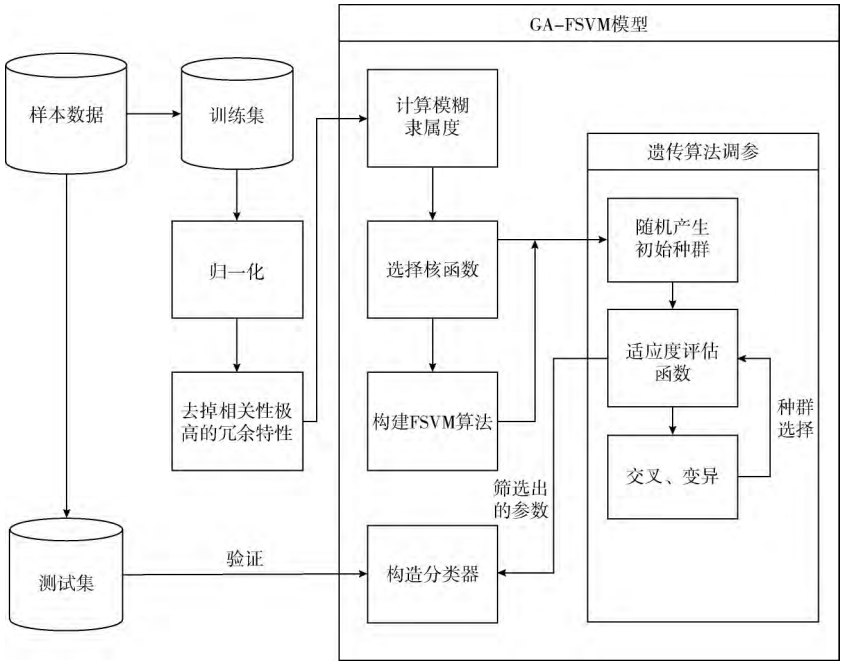 GA-FSVM模型
样本数据
训练集
归一化
去掉相关性极
高的冗余特性
测试集
验证
计算模糊
隶属度
选择核函数
构建FSVM算法
构造分类器
筛选出
的参数
遗传算法调参
随机产生
初始种群
适应度评估
函数
交叉、变异
种群
选择